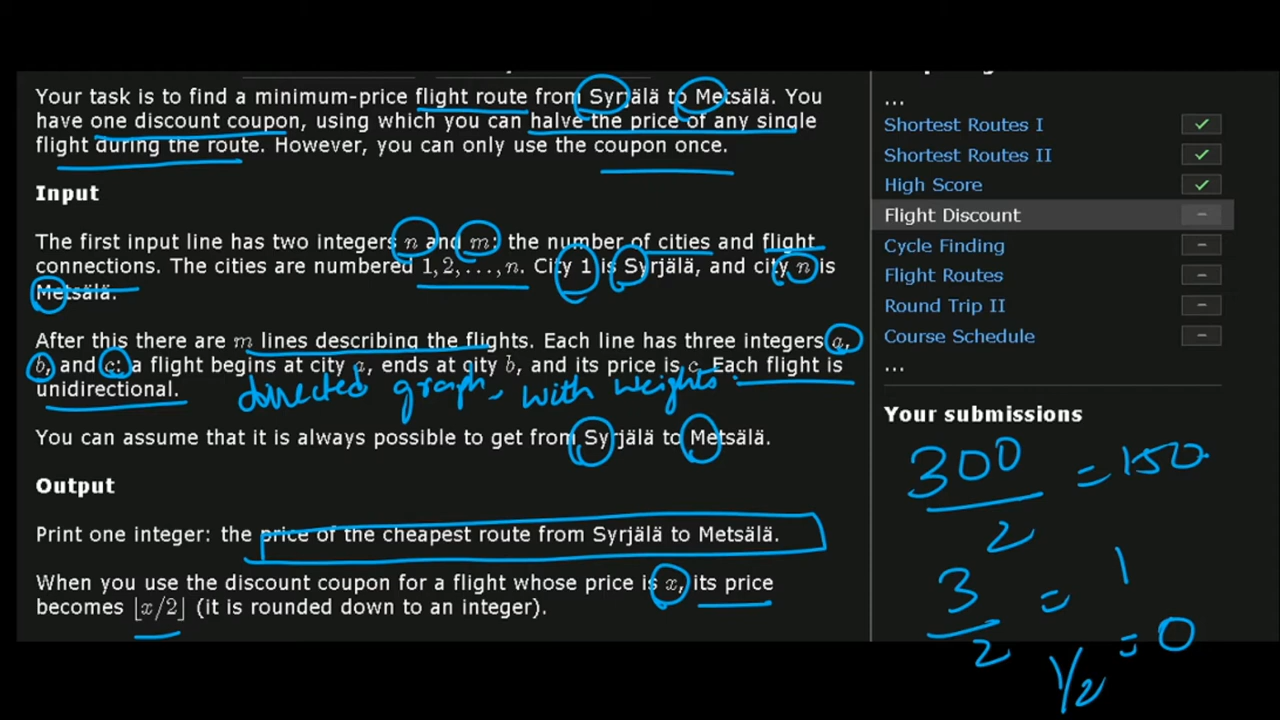 Your task is to find a minimum-price flight route from Syrjälä to Metsälä. You
have one discount coupon, using which you can halve the price of any single
flight during the route. However, you can only use the coupon once.
Input
The first input line has two integers n and m: the number of cities and flight
connections. The cities are numbered 1, 2, . . . , n. City 1 is Syrjälä, and city n is
Metsälä.
After this there are m lines describing the flights. Each line has three integers a,
b, and c: a flight begins at city a, ends at city b, and its price is c. Each flight is
unidirectional.
directed graph, with weights.
You can assume that it is always possible to get from Syrjälä to Metsälä.
Output
Print one integer: the price of the cheapest route from Syrjälä to Metsälä.
When you use the discount coupon for a flight whose price is x, its price
becomes ⌊x/2⌋ (it is rounded down to an integer).
...
Shortest Routes I
Shortest Routes II
High Score
Flight Discount
Cycle Finding
Flight Routes
Round Trip II
Course Schedule
...
Your submissions
300/2 = 150
3/2 = 1
1/2 = 0